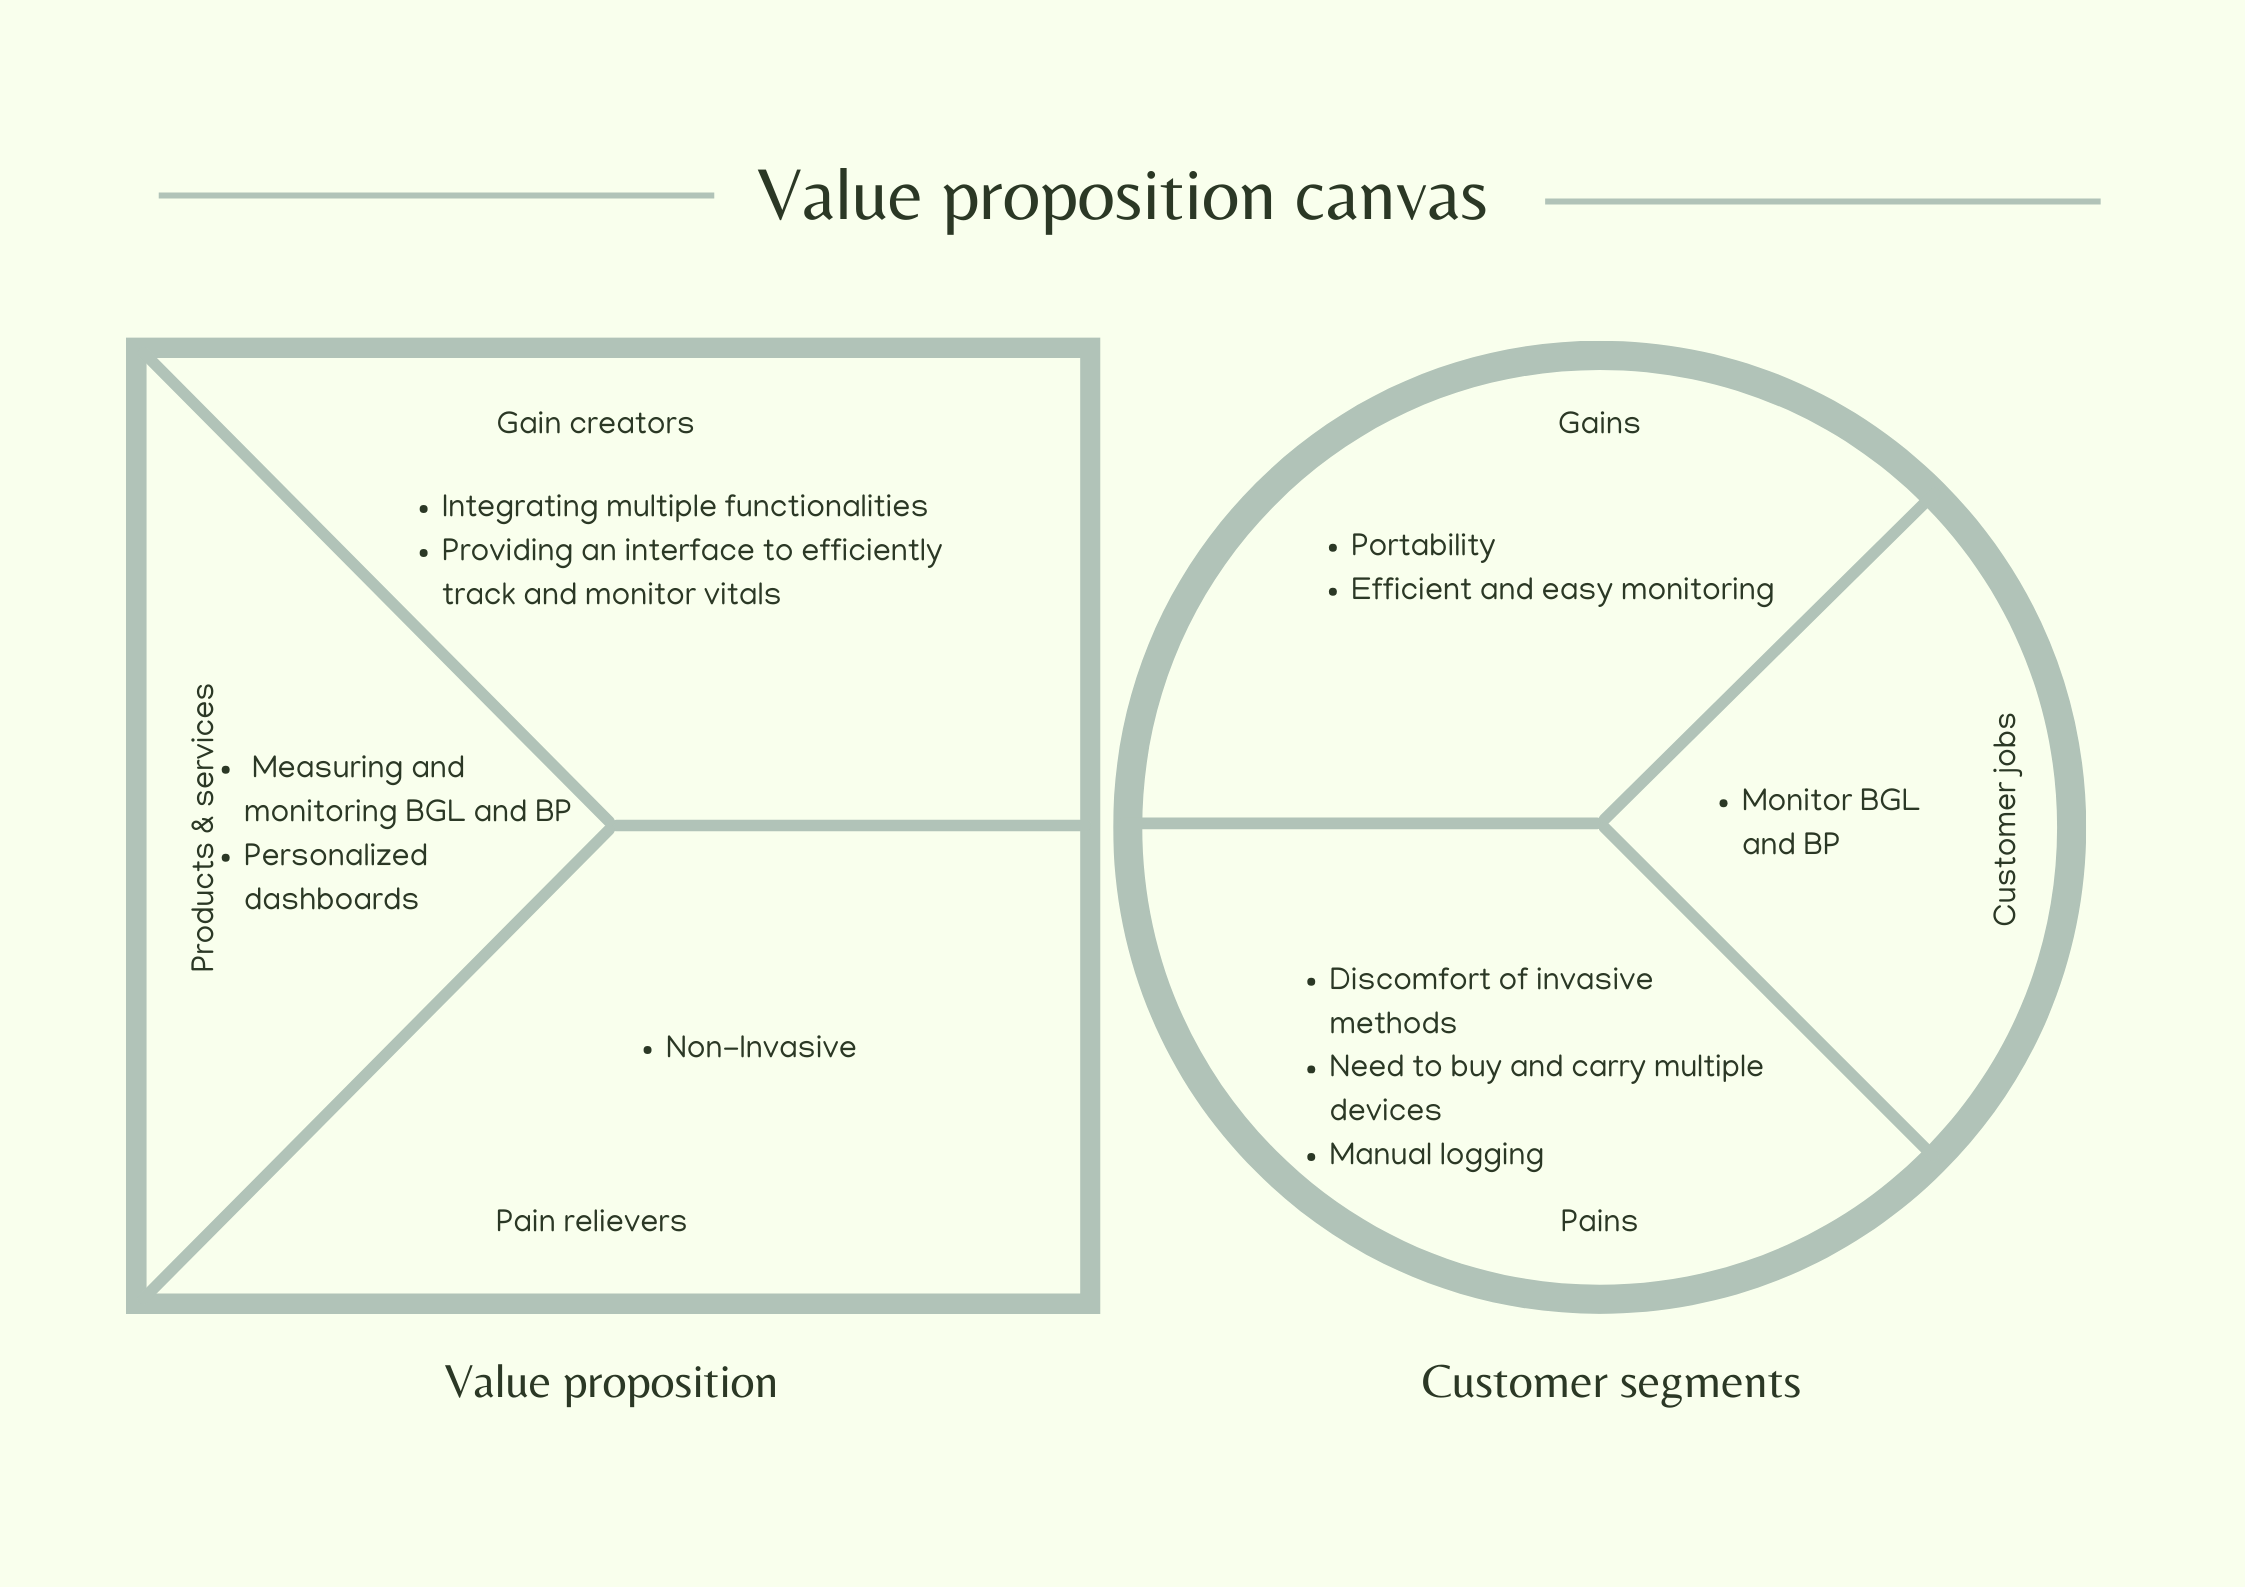 Value proposition canvas
Gain creators
• Integrating multiple functionalities
• Providing an interface to efficiently
track and monitor vitals
Products & services
• Measuring and
monitoring BGL and BP
• Personalized
dashboards
• Non-Invasive
Pain relievers
Value proposition
Gains
• Portability
• Efficient and easy monitoring
• Monitor BGL
and BP
Customer jobs
• Discomfort of invasive
methods
• Need to buy and carry multiple
devices
• Manual logging
Pains
Customer segments